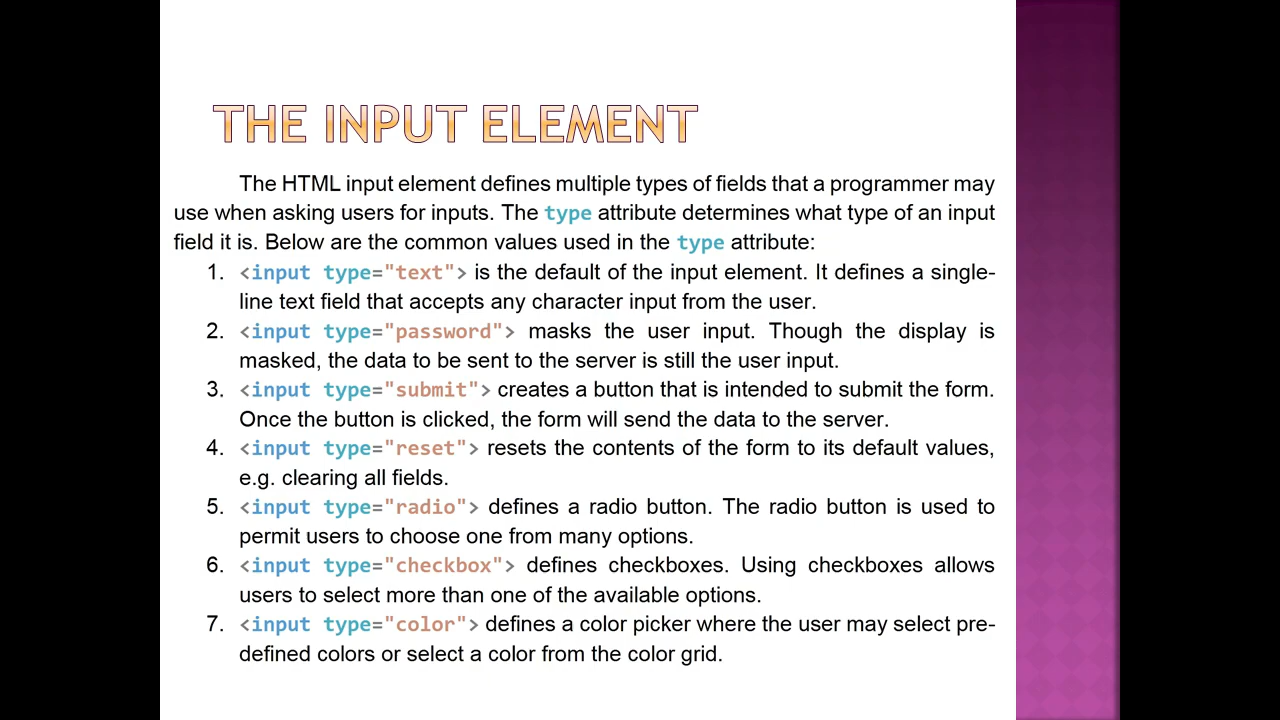 THE INPUT ELEMENT
The HTML input element defines multiple types of fields that a programmer may
use when asking users for inputs. The type attribute determines what type of an input
field it is. Below are the common values used in the type attribute:
1. <input type="text"> is the default of the input element. It defines a single-
line text field that accepts any character input from the user.
2. <input type="password"> masks the user input. Though the display is
masked, the data to be sent to the server is still the user input.
3. <input type="submit"> creates a button that is intended to submit the form.
Once the button is clicked, the form will send the data to the server.
4. <input type="reset"> resets the contents of the form to its default values,
e.g. clearing all fields.
5. <input type="radio"> defines a radio button. The radio button is used to
permit users to choose one from many options.
6. <input type="checkbox"> defines checkboxes. Using checkboxes allows
users to select more than one of the available options.
7. <input type="color"> defines a color picker where the user may select pre-
defined colors or select a color from the color grid.